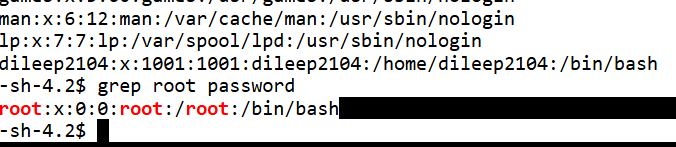 man:x:6:12:man:/var/cache/man:/usr/sbin/nologin
lp:x:7:7:lp:/var/spool/lpd:/usr/sbin/nologin
dileep2104:x:1001:1001:dileep2104:/home/dileep2104:/bin/bash
-sh-4.2$ grep root password
root:x:0:0:root:/root:/bin/bash
-sh-4.2$